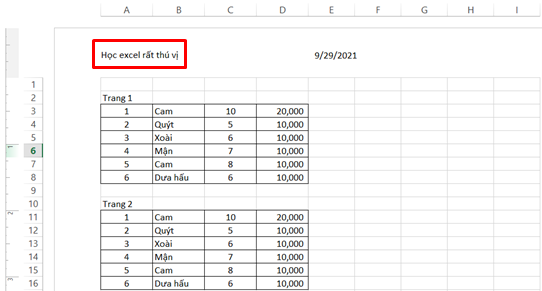 A B C D E F G H I
Học excel rất thú vị 9/29/2021
1
2 Trang 1
3 1 Cam 10 20,000
4 2 Quýt 5 10,000
5 3 Xoài 6 10,000
6 4 Mận 7 10,000
7 5 Cam 8 10,000
8 6 Dưa hấu 6 10,000
9
10 Trang 2
11 1 Cam 10 20,000
12 2 Quýt 5 10,000
13 3 Xoài 6 10,000
14 4 Mận 7 10,000
15 5 Cam 8 10,000
16 6 Dưa hấu 6 10,000
1
2
3